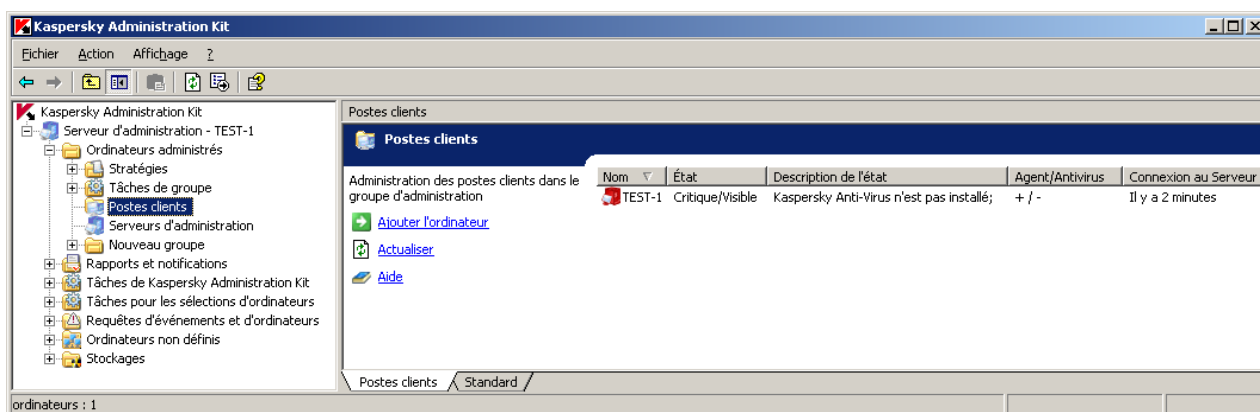 Kaspersky Administration Kit
Fichier Action Affichage ?
Kaspersky Administration Kit
Serveur d'administration - TEST-1
Ordinateurs administrés
Stratégies
Tâches de groupe
Postes clients
Serveurs d'administration
Nouveau groupe
Rapports et notifications
Tâches de Kaspersky Administration Kit
Tâches pour les sélections d'ordinateurs
Requêtes d'événements et d'ordinateurs
Ordinateurs non définis
Stockages
Postes clients
Postes clients
Administration des postes clients dans le
groupe d'administration
Ajouter l'ordinateur
Actualiser
Aide
Nom État Description de l'état Agent/Antivirus Connexion au Serveur
TEST-1 Critique/Visible Kaspersky Anti-Virus n'est pas installé; + / - Il y a 2 minutes
Postes clients Standard
ordinateurs : 1